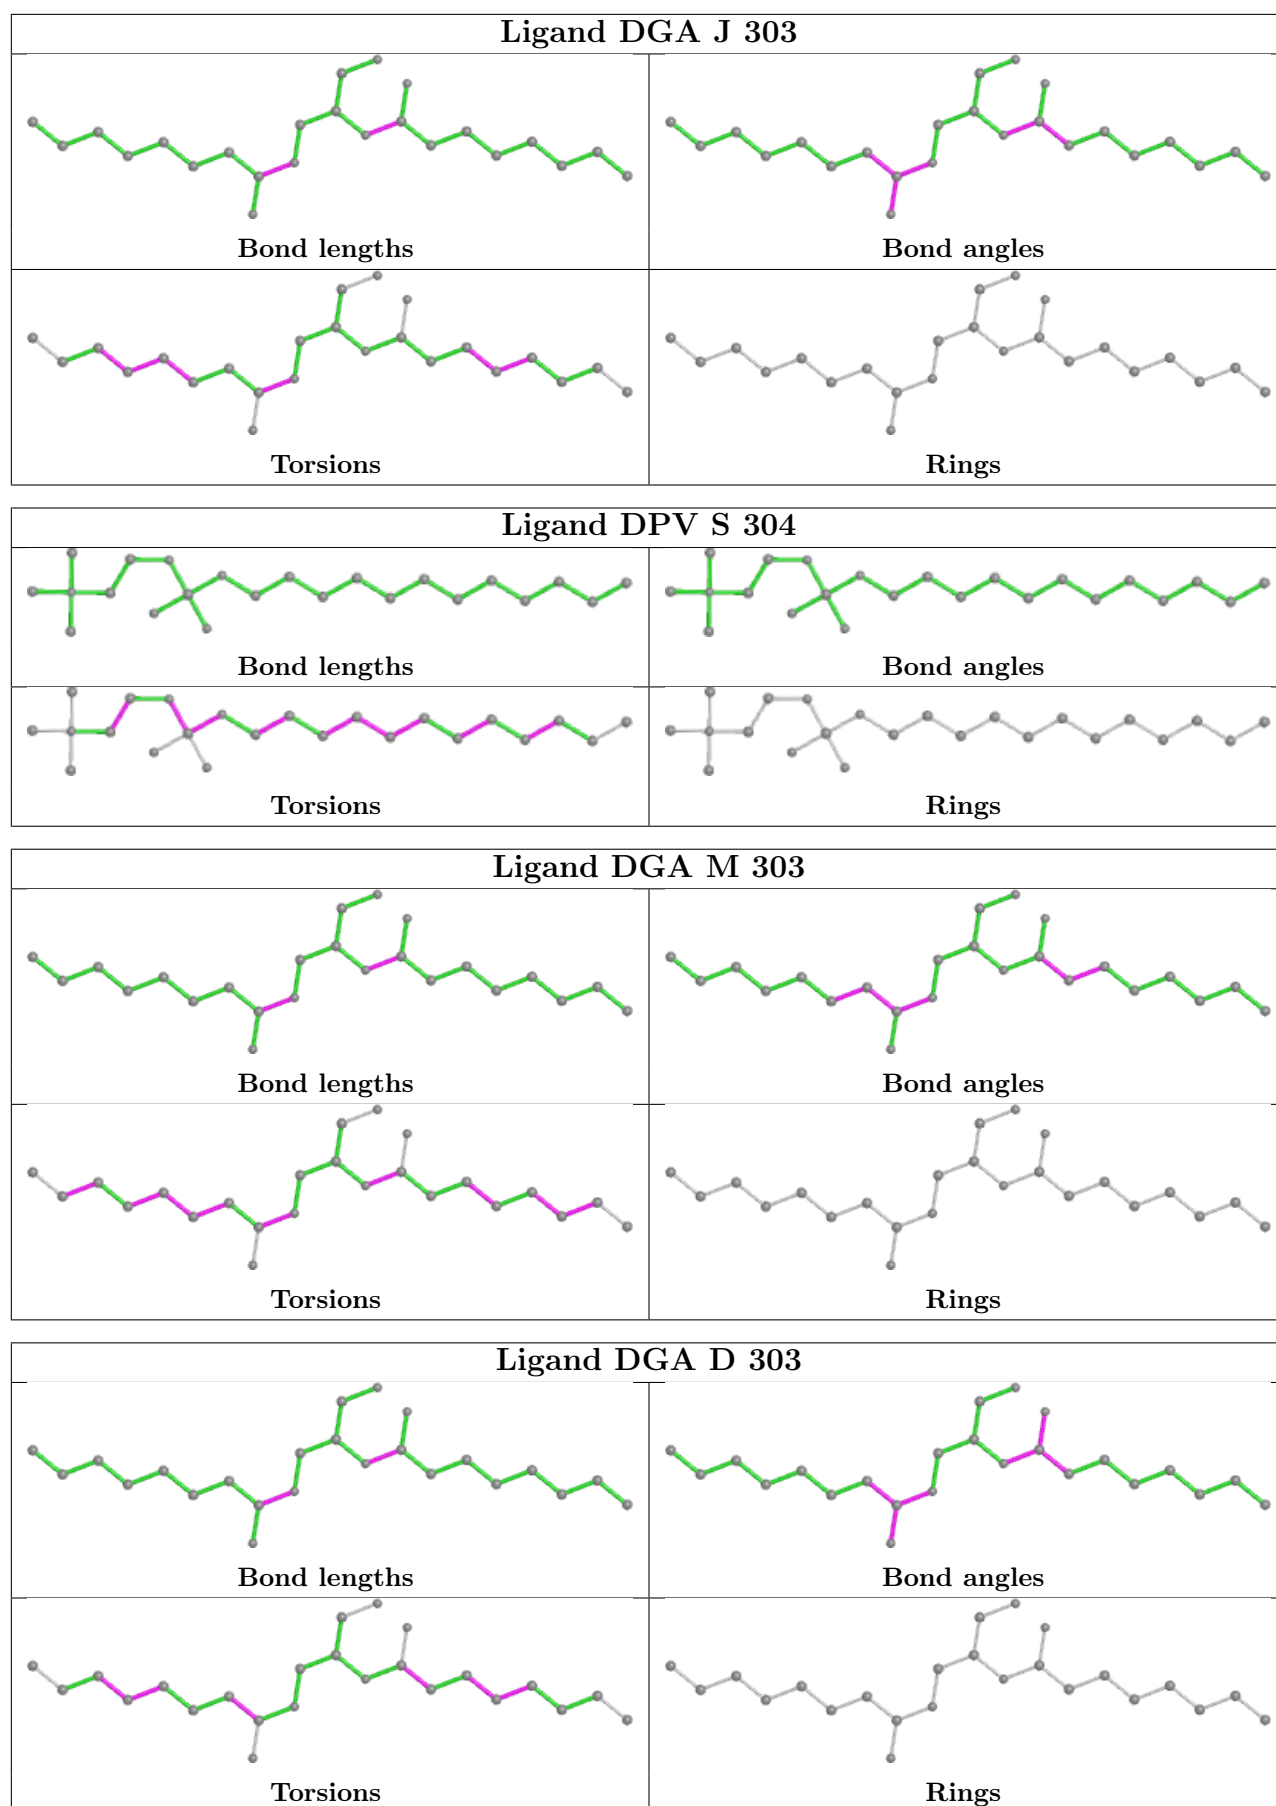 Ligand DGA J 303
Bond lengths
Bond angles
Torsions
Rings
Ligand DPV S 304
Bond lengths
Bond angles
Torsions
Rings
Ligand DGA M 303
Bond lengths
Bond angles
Torsions
Rings
Ligand DGA D 303
Bond lengths
Bond angles
Torsions
Rings